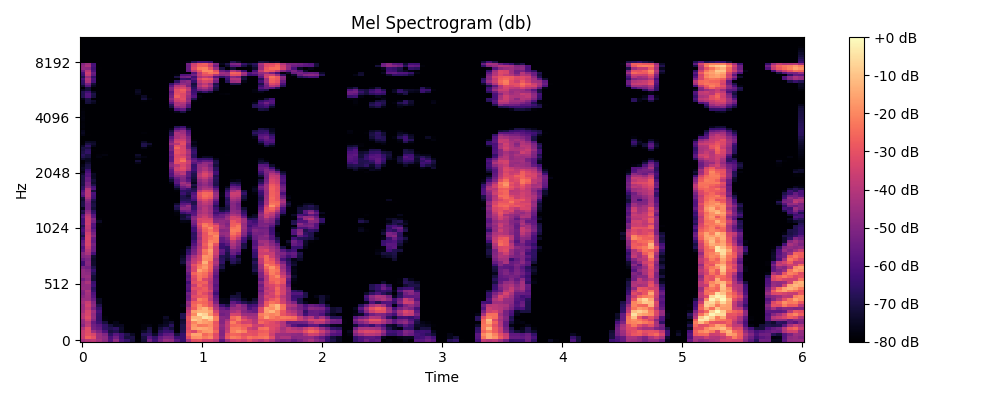 Mel Spectrogram (db)
8192
4096
2048
1024
512
0
Hz
0 1 2 3 4 5 6
Time
+0 dB
-10 dB
-20 dB
-30 dB
-40 dB
-50 dB
-60 dB
-70 dB
-80 dB